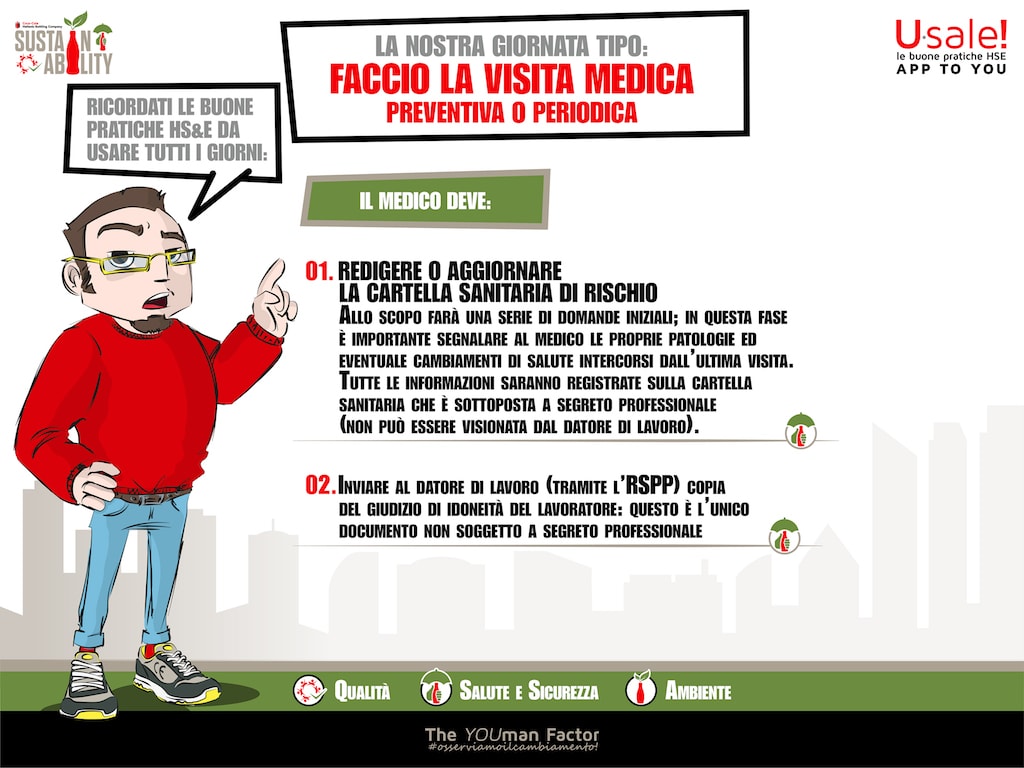 Coca-Cola
Hellenic Bottling Company
SUSTAIN
ABILITY
LA NOSTRA GIORNATA TIPO:
FACCIO LA VISITA MEDICA
PREVENTIVA O PERIODICA
U·sale!
le buone pratiche HSE
APP TO YOU
RICORDATI LE BUONE
PRATICHE HS&E DA
USARE TUTTI I GIORNI:
IL MEDICO DEVE:
01. REDIGERE O AGGIORNARE
LA CARTELLA SANITARIA DI RISCHIO
ALLO SCOPO FARÀ UNA SERIE DI DOMANDE INIZIALI; IN QUESTA FASE
È IMPORTANTE SEGNALARE AL MEDICO LE PROPRIE PATOLOGIE ED
EVENTUALE CAMBIAMENTI DI SALUTE INTERCORSI DALL'ULTIMA VISITA.
TUTTE LE INFORMAZIONI SARANNO REGISTRATE SULLA CARTELLA
SANITARIA CHE È SOTTOPOSTA A SEGRETO PROFESSIONALE
(NON PUÒ ESSERE VISIONATA DAL DATORE DI LAVORO).
02. INVIARE AL DATORE DI LAVORO (TRAMITE L'RSPP) COPIA
DEL GIUDIZIO DI IDONEITÀ DEL LAVORATORE: QUESTO È L'UNICO
DOCUMENTO NON SOGGETTO A SEGRETO PROFESSIONALE
QUALITÀ
SALUTE E SICUREZZA
AMBIENTE
The YOUman Factor
#osserviamoilcambiamento!